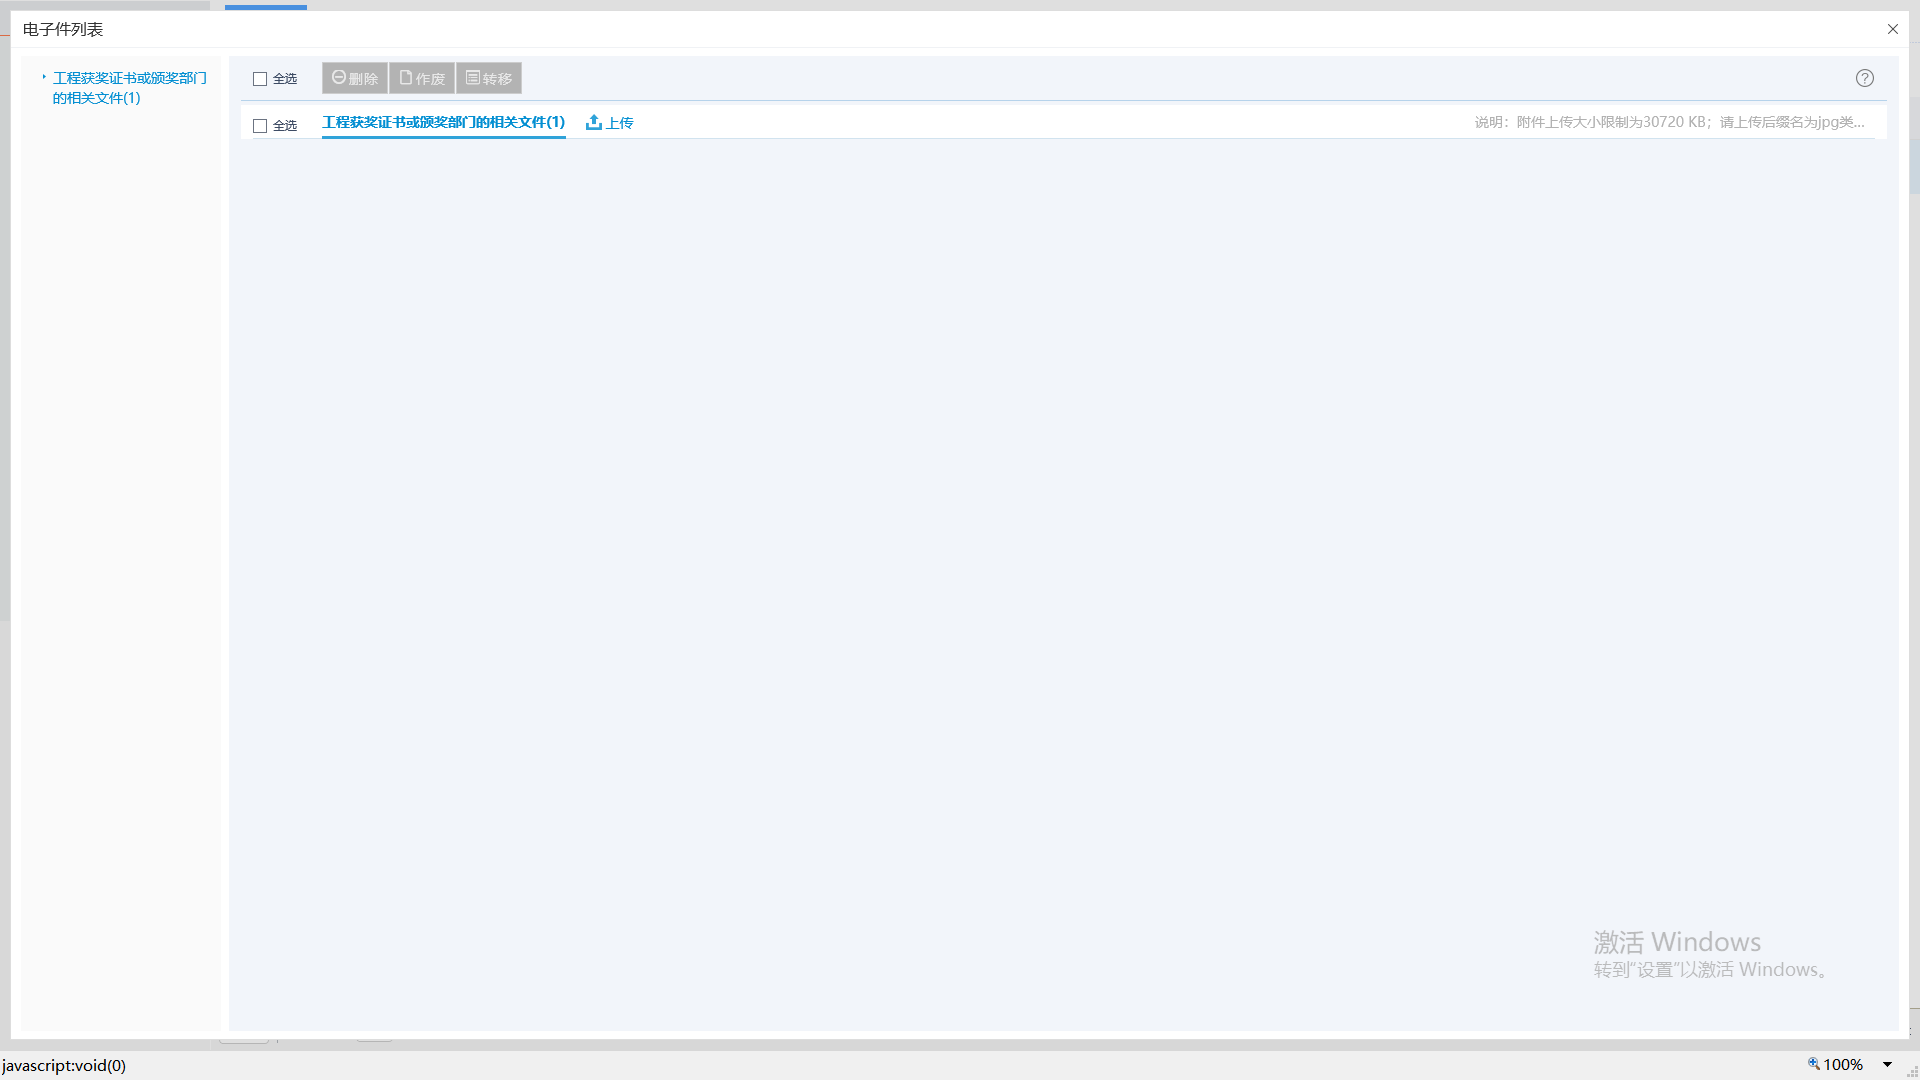 电子件列表
工程获奖证书或颁奖部门
的相关文件(1)
全选 删除 作废 转移
全选 工程获奖证书或颁奖部门的相关文件(1) 上传 说明：附件上传大小限制为30720 KB；请上传后缀名为jpg类...
激活 Windows
转到“设置”以激活 Windows。
javascript:void(0)
100%